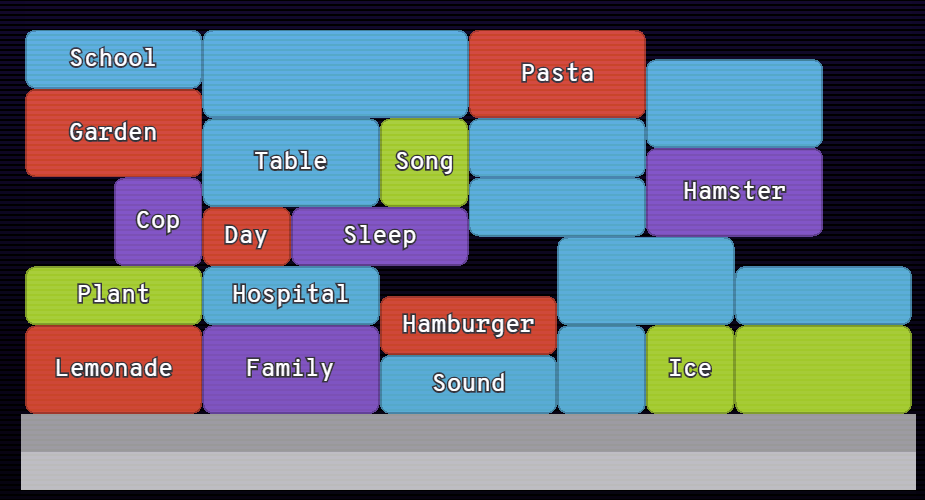 School
Pasta
Garden
Table
Song
Hamster
Cop
Day
Sleep
Plant
Hospital
Hamburger
Lemonade
Family
Ice
Sound